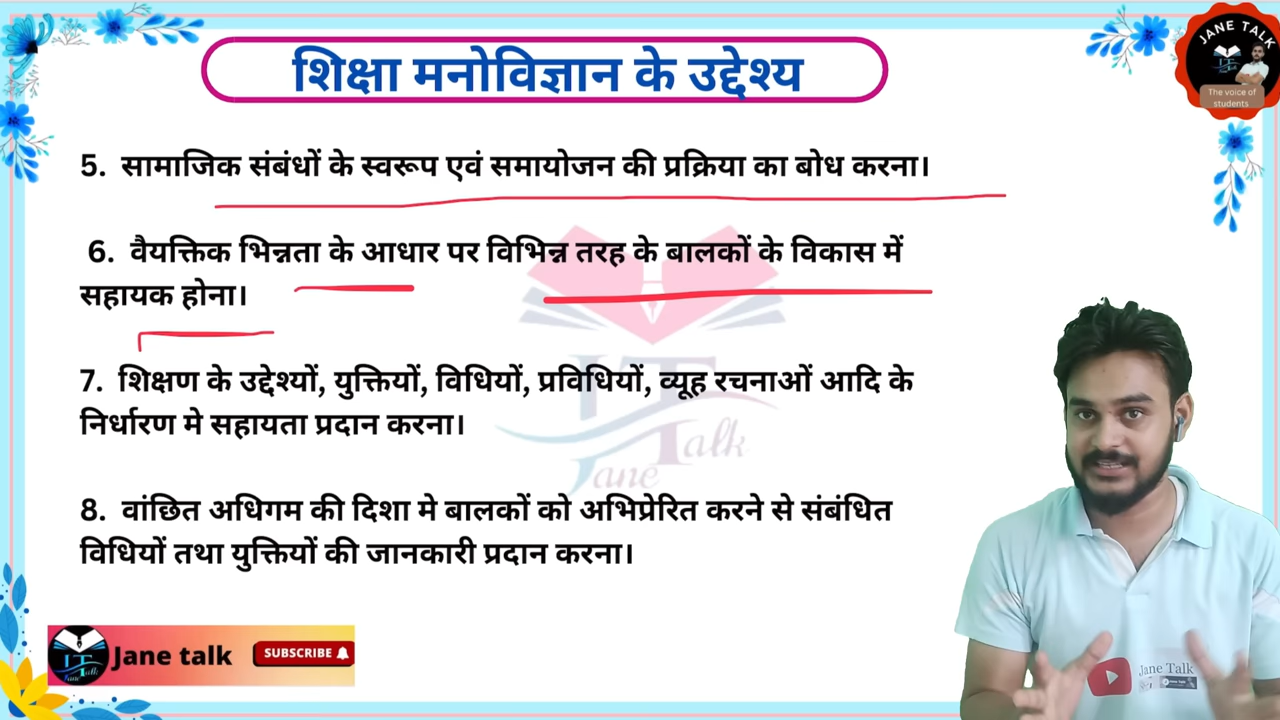 शिक्षा मनोविज्ञान के उद्देश्य
JANE TALK
The voice of
students
5. सामाजिक संबंधों के स्वरूप एवं समायोजन की प्रक्रिया का बोध करना।
6. वैयक्तिक भिन्नता के आधार पर विभिन्न तरह के बालकों के विकास में
सहायक होना।
7. शिक्षण के उद्देश्यों, युक्तियों, विधियों, प्रविधियों, व्यूह रचनाओं आदि के
निर्धारण मे सहायता प्रदान करना।
8. वांछित अधिगम की दिशा मे बालकों को अभिप्रेरित करने से संबंधित
विधियों तथा युक्तियों की जानकारी प्रदान करना।
Jane Talk
Jane talk
SUBSCRIBE
Jane Talk